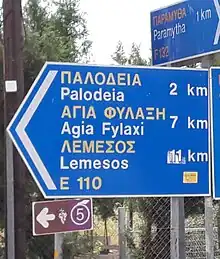 ΠΑΡΑΜΥΘΑ
Paramytha 1 km
F 132
ΠΑΛΟΔΕΙΑ
Palodeia 2 km
ΑΓΙΑ ΦΥΛΑΞΗ
Agia Fylaxi 7 km
ΛΕΜΕΣΟΣ
Lemesos 11 km
E 110
5